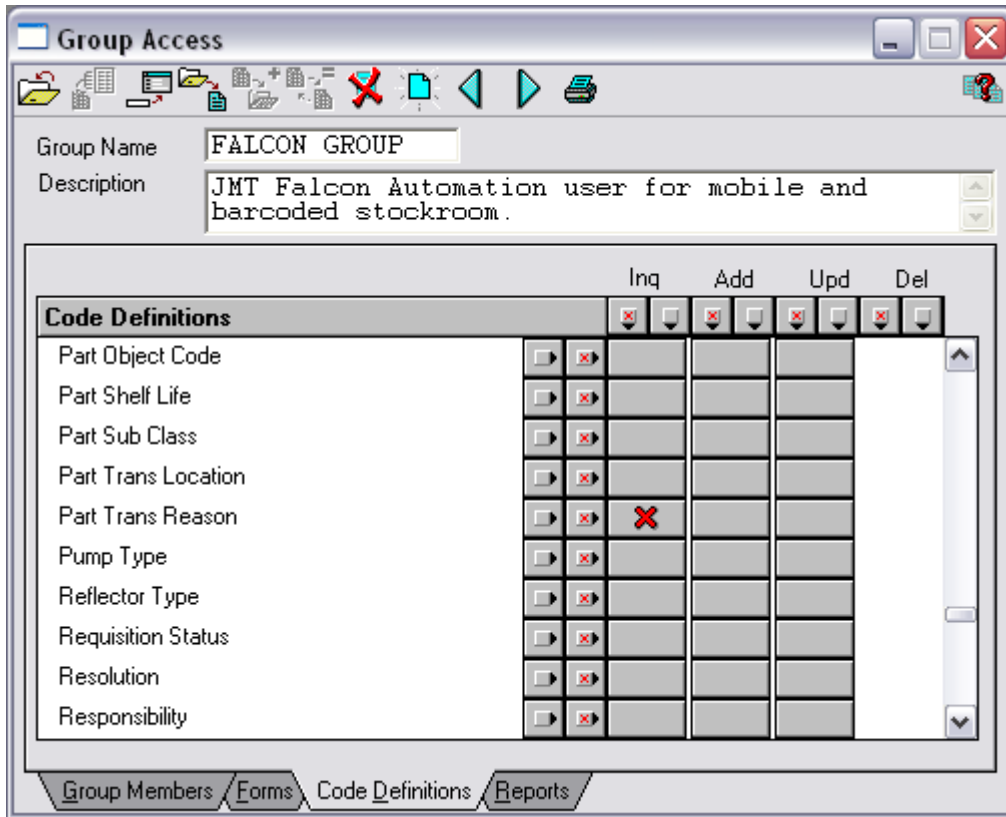 Group Access
Group Name
FALCON GROUP
Description
JMT Falcon Automation user for mobile and
barcoded stockroom.
Inq Add Upd Del
Code Definitions
Part Object Code
Part Shelf Life
Part Sub Class
Part Trans Location
Part Trans Reason
Pump Type
Reflector Type
Requisition Status
Resolution
Responsibility
Group Members Forms Code Definitions Reports